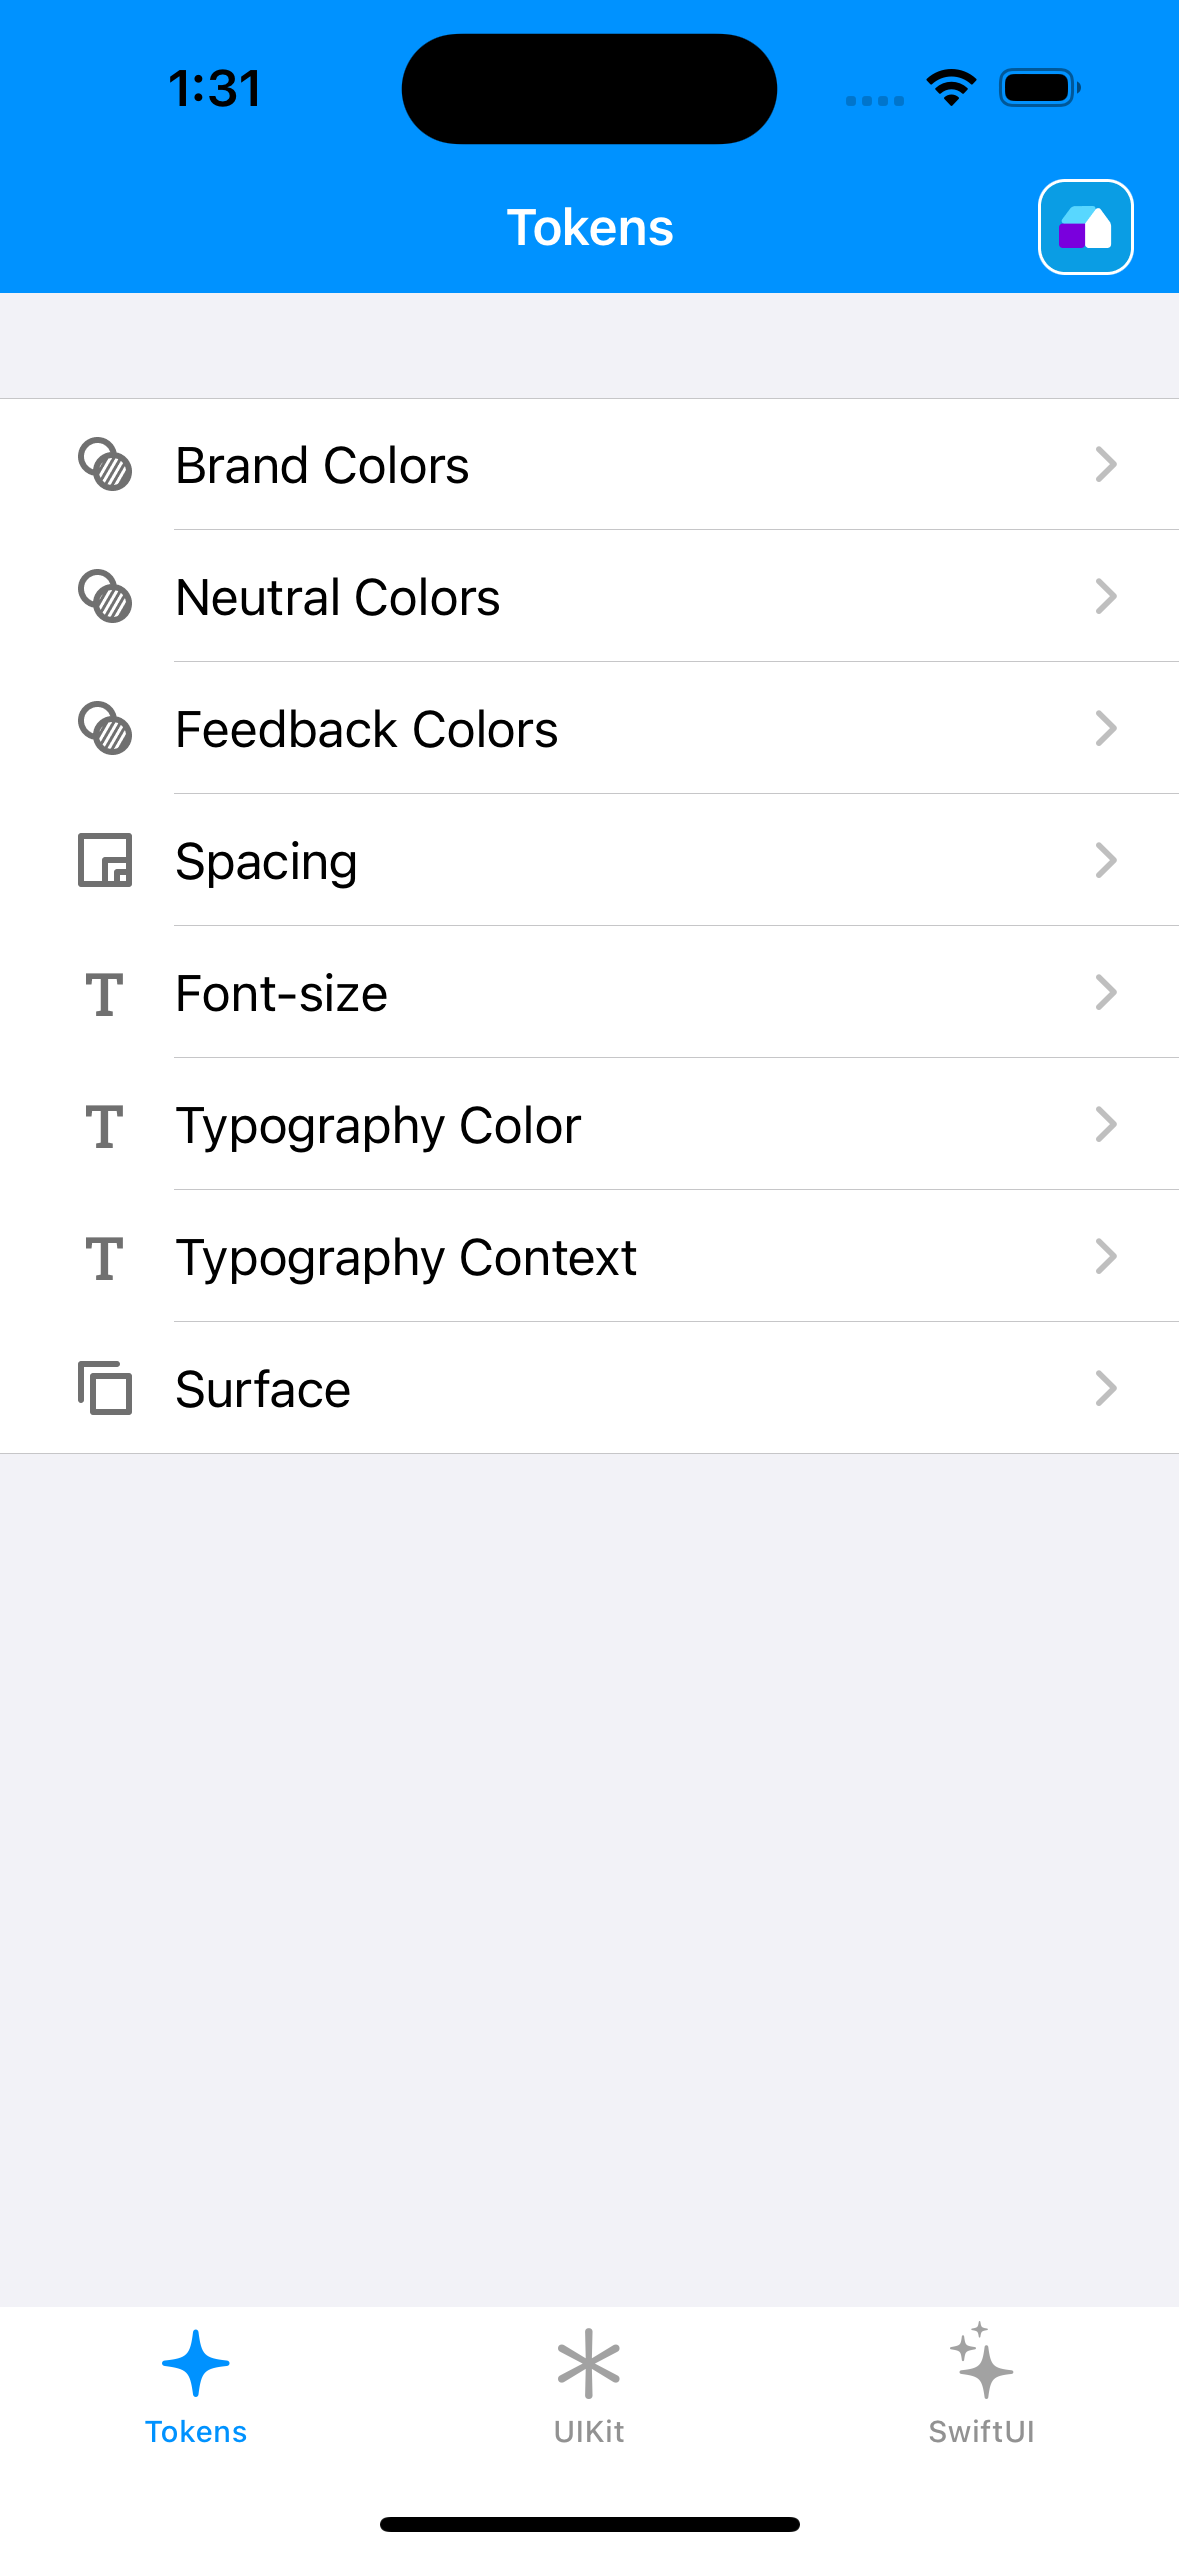 1:31
Tokens
Brand Colors
Neutral Colors
Feedback Colors
Spacing
Font-size
Typography Color
Typography Context
Surface
Tokens
UIKit
SwiftUI